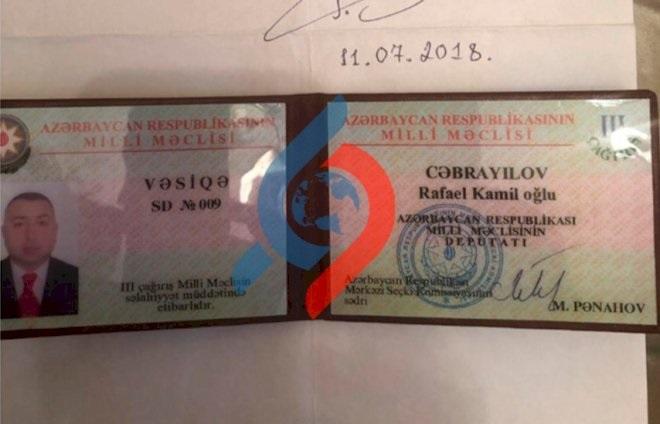 11.07.2018.
AZƏRBAYCAN RESPUBLİKASININ
MİLLİ MƏCLİSİ
VƏSİQƏ
SD №009
III çağırış Milli Məclisin
səlahiyyət müddətində
etibarlıdır.
AZƏRBAYCAN RESPUBLİKASININ
MİLLİ MƏCLİSİ
III
ÇAĞIRIŞ
CƏBRAYILOV
Rafael Kamil oğlu
AZƏRBAYCAN RESPUBLİKASI
MİLLİ MƏCLİSİNİN
DEPUTATI
Azərbaycan Respublikası
Mərkəzi Seçki Komissiyasının
sədri
M. PƏNAHOV